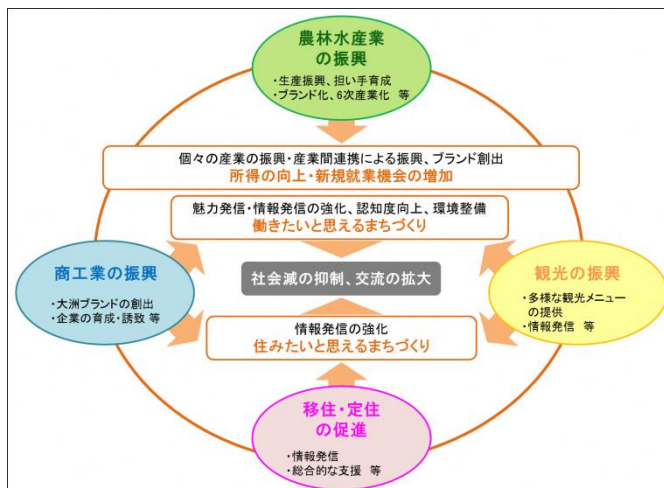 農林水産業
の振興
・生産振興、担い手育成
・ブランド化、6次産業化 等
個々の産業の振興・産業間連携による振興、ブランド創出
所得の向上・新規就業機会の増加
魅力発信・情報発信の強化、認知度向上、環境整備
働きたいと思えるまちづくり
商工業の振興
・大洲ブランドの創出
・企業の育成・誘致 等
社会減の抑制、交流の拡大
観光の振興
・多様な観光メニュー
の提供
・情報発信 等
情報発信の強化
住みたいと思えるまちづくり
移住・定住
の促進
・情報発信
・総合的な支援 等